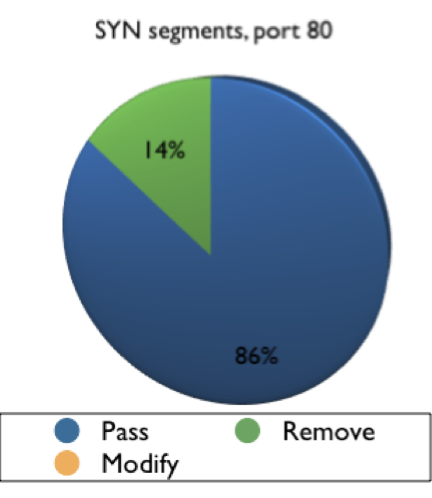 SYN segments, port 80
14%
86%
Pass
Remove
Modify